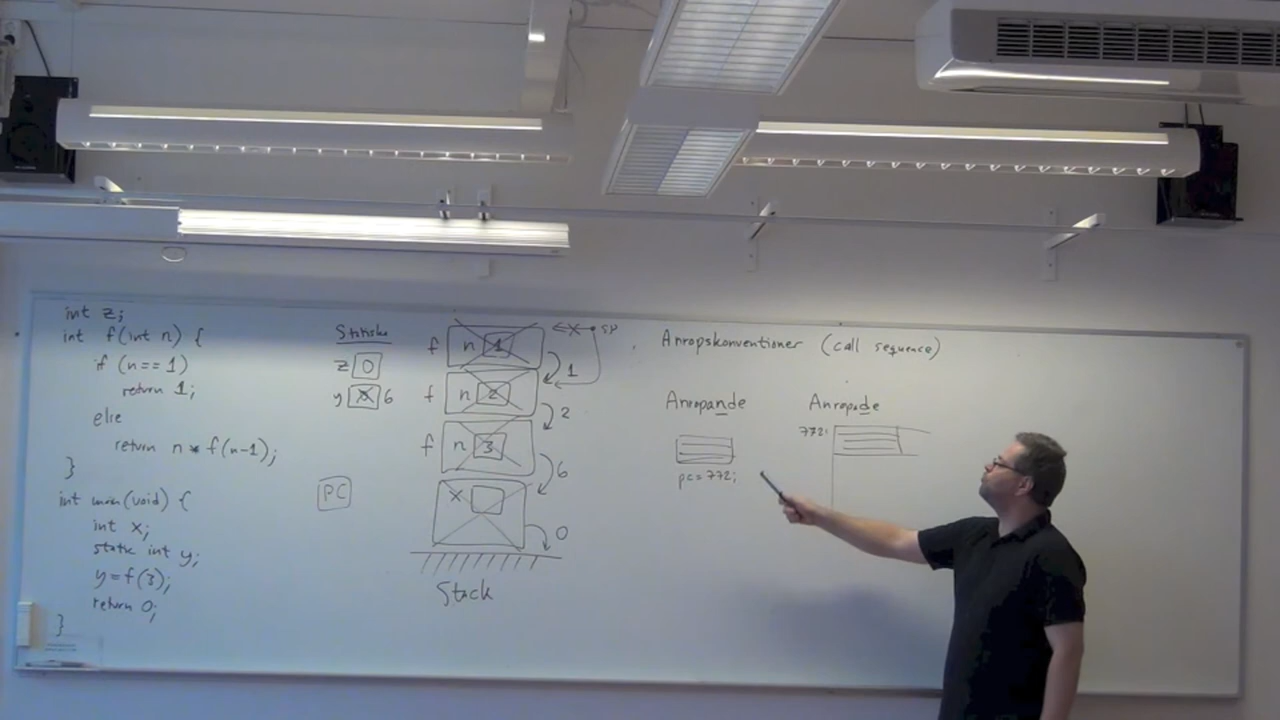 int z;
int f(int n) {
if (n == 1)
return 1;
else
return n * f(n-1);
}
int main(void) {
int x;
static int y;
y = f(3);
return 0;
}
Statiska
z 0
y 6
PC
f n 1
SP
1
f n 2
2
f n 3
6
x
0
Stack
Anropskonventioner (call sequence)
Anropande
pc = 772;
Anropade
772: